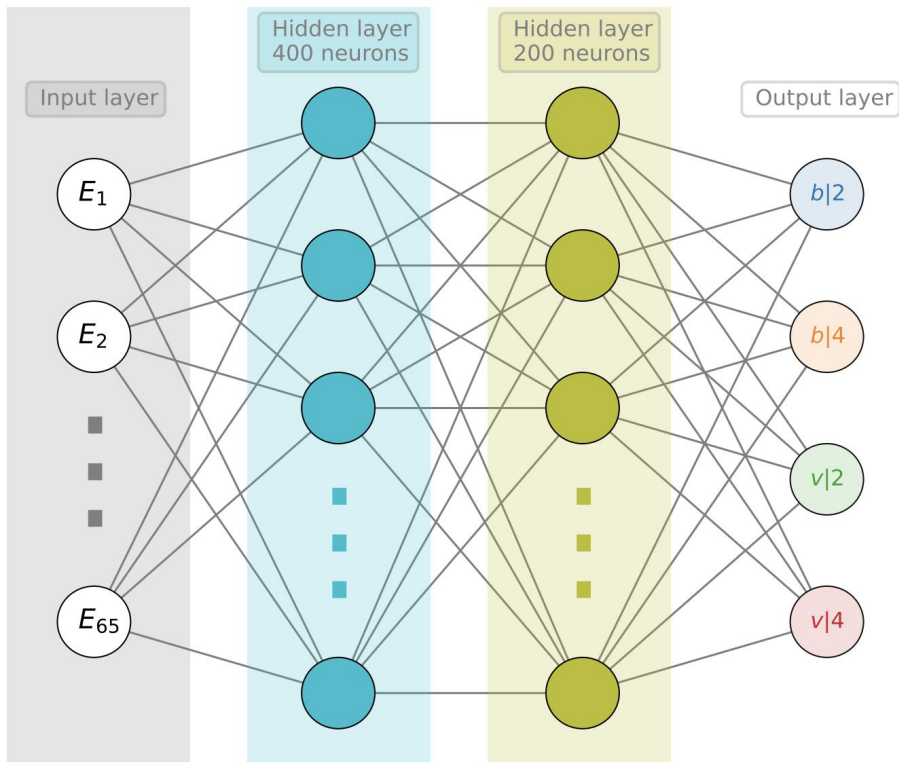 Hidden layer
400 neurons
Hidden layer
200 neurons
Input layer
Output layer
E₁
b|2
E₂
b|4
v|2
E₆₅
v|4